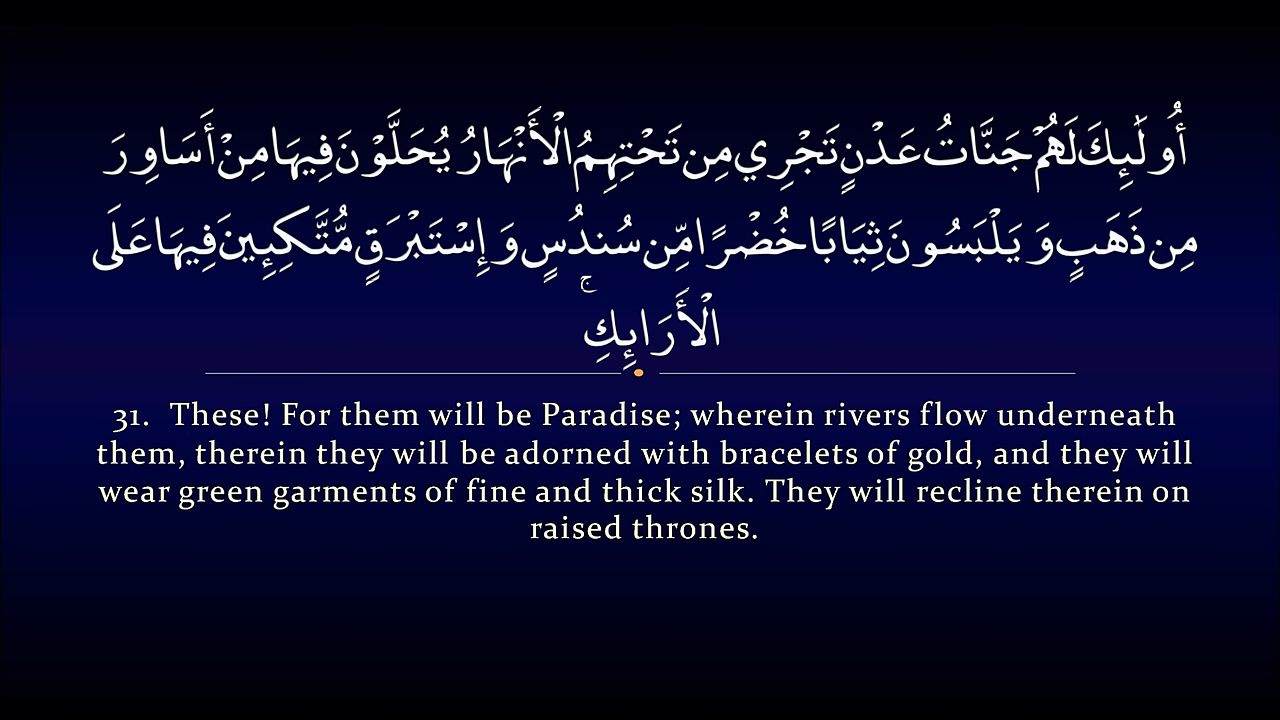 أُولَٰئِكَ لَهُمْ جَنَّاتُ عَدْنٍ تَجْرِي مِن تَحْتِهِمُ الْأَنْهَارُ يُحَلَّوْنَ فِيهَا مِنْ أَسَاوِرَ
مِن ذَهَبٍ وَيَلْبَسُونَ ثِيَابًا خُضْرًا مِّن سُندُسٍ وَإِسْتَبْرَقٍ مُّتَّكِئِينَ فِيهَا عَلَى
الْأَرَائِكِ ۚ
31. These! For them will be Paradise; wherein rivers flow underneath
them, therein they will be adorned with bracelets of gold, and they will
wear green garments of fine and thick silk. They will recline therein on
raised thrones.